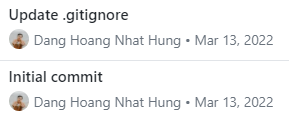 Update .gitignore
Dang Hoang Nhat Hung • Mar 13, 2022
Initial commit
Dang Hoang Nhat Hung • Mar 13, 2022